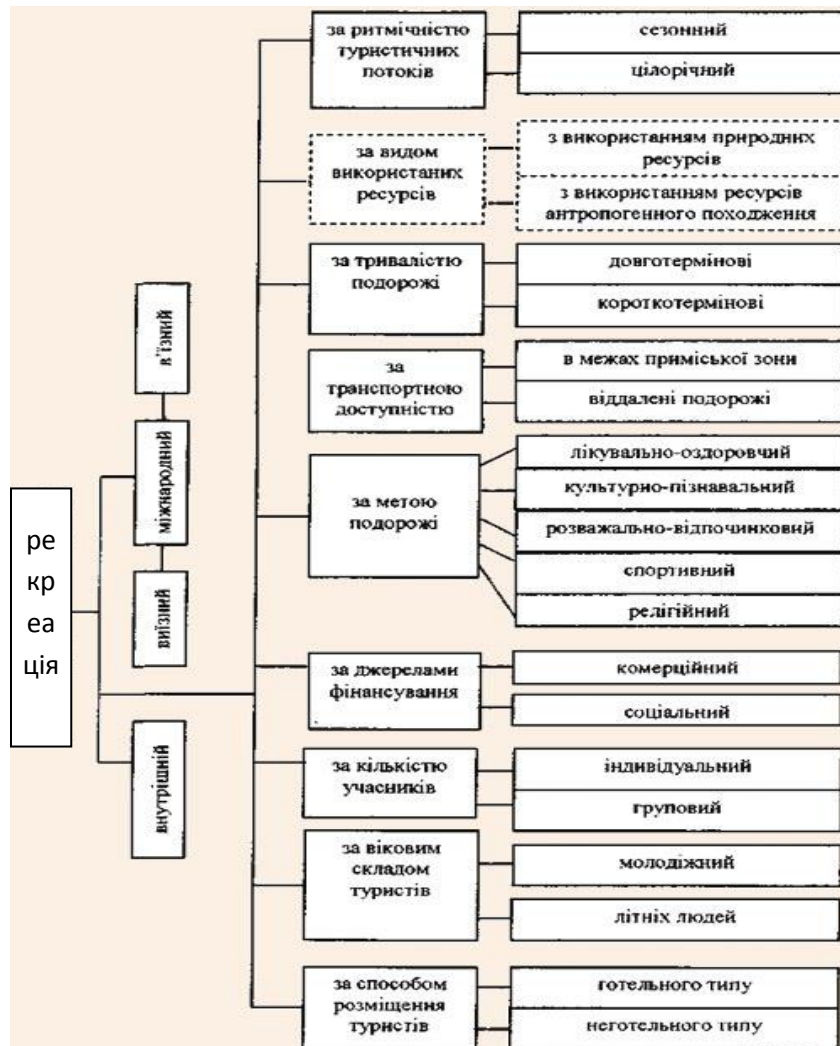 ре
кр
еа
ція
в'їзний
міжнародний
виїзний
внутрішній
за ритмічністю
туристичних
потоків
сезонний
цілорічний
за видом
використаних
ресурсів
з використанням природних
ресурсів
з використанням ресурсів
антропогенного походження
за тривалістю
подорожі
довготермінові
короткотермінові
за
транспортною
доступністю
в межах приміської зони
віддалені подорожі
за метою
подорожі
лікувально-оздоровчий
культурно-пізнавальний
розважально-відпочинковий
спортивний
релігійний
за джерелами
фінансування
комерційний
соціальний
за кількістю
учасників
індивідуальний
груповий
за віковим
складом
туристів
молодіжний
літніх людей
за способом
розміщення
туристів
готельного типу
неготельного типу